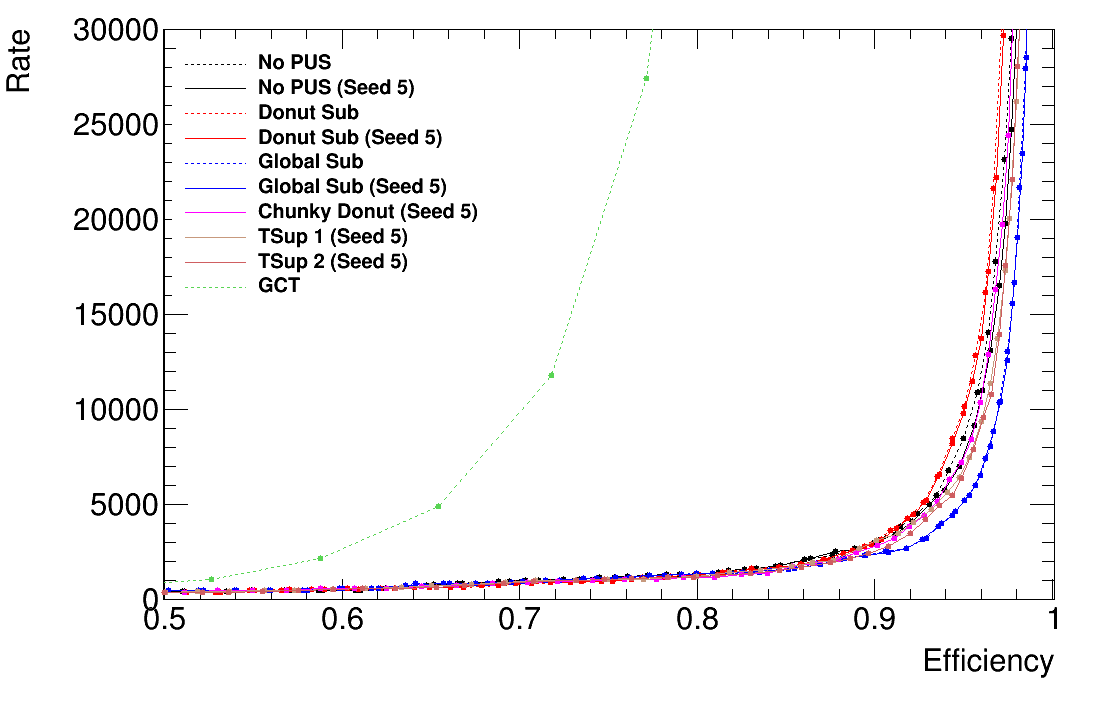 Rate
30000
25000
20000
15000
10000
5000
0
No PUS
No PUS (Seed 5)
Donut Sub
Donut Sub (Seed 5)
Global Sub
Global Sub (Seed 5)
Chunky Donut (Seed 5)
TSup 1 (Seed 5)
TSup 2 (Seed 5)
GCT
0.5 0.6 0.7 0.8 0.9 1
Efficiency